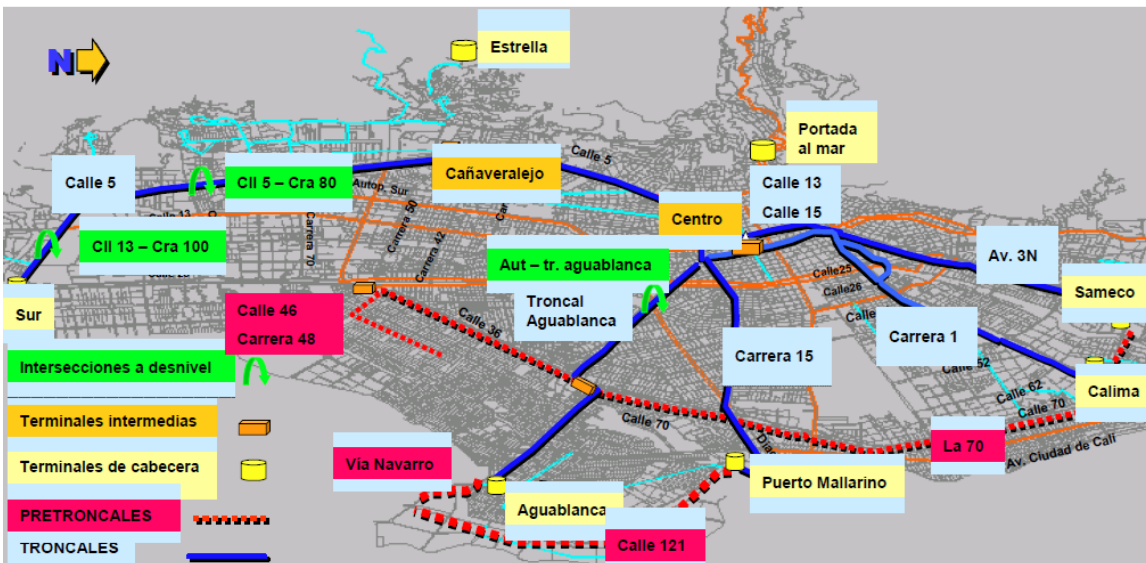 Estrella
N
Portada
al mar
Calle 5
Cll 5 – Cra 80
Autop. Sur
Cañaveralejo
Calle 5
Calle 13
Calle 15
Centro
Calle 13
Cll 13 – Cra 100
Carrera 70
Carrera 50
Carrera 42
Aut – tr. aguablanca
Av. 3N
Calle25
Calle26
Sur
Calle 46
Carrera 48
Calle 36
Troncal
Aguablanca
Carrera 15
Carrera 1
Sameco
Intersecciones a desnivel
Calle 52
Calle 62
Calle 70
Calima
Terminales intermedias
Calle 70
La 70
Av. Ciudad de Cali
Terminales de cabecera
Vía Navarro
Puerto Mallarino
PRETRONCALES
Aguablanca
Calle 121
TRONCALES